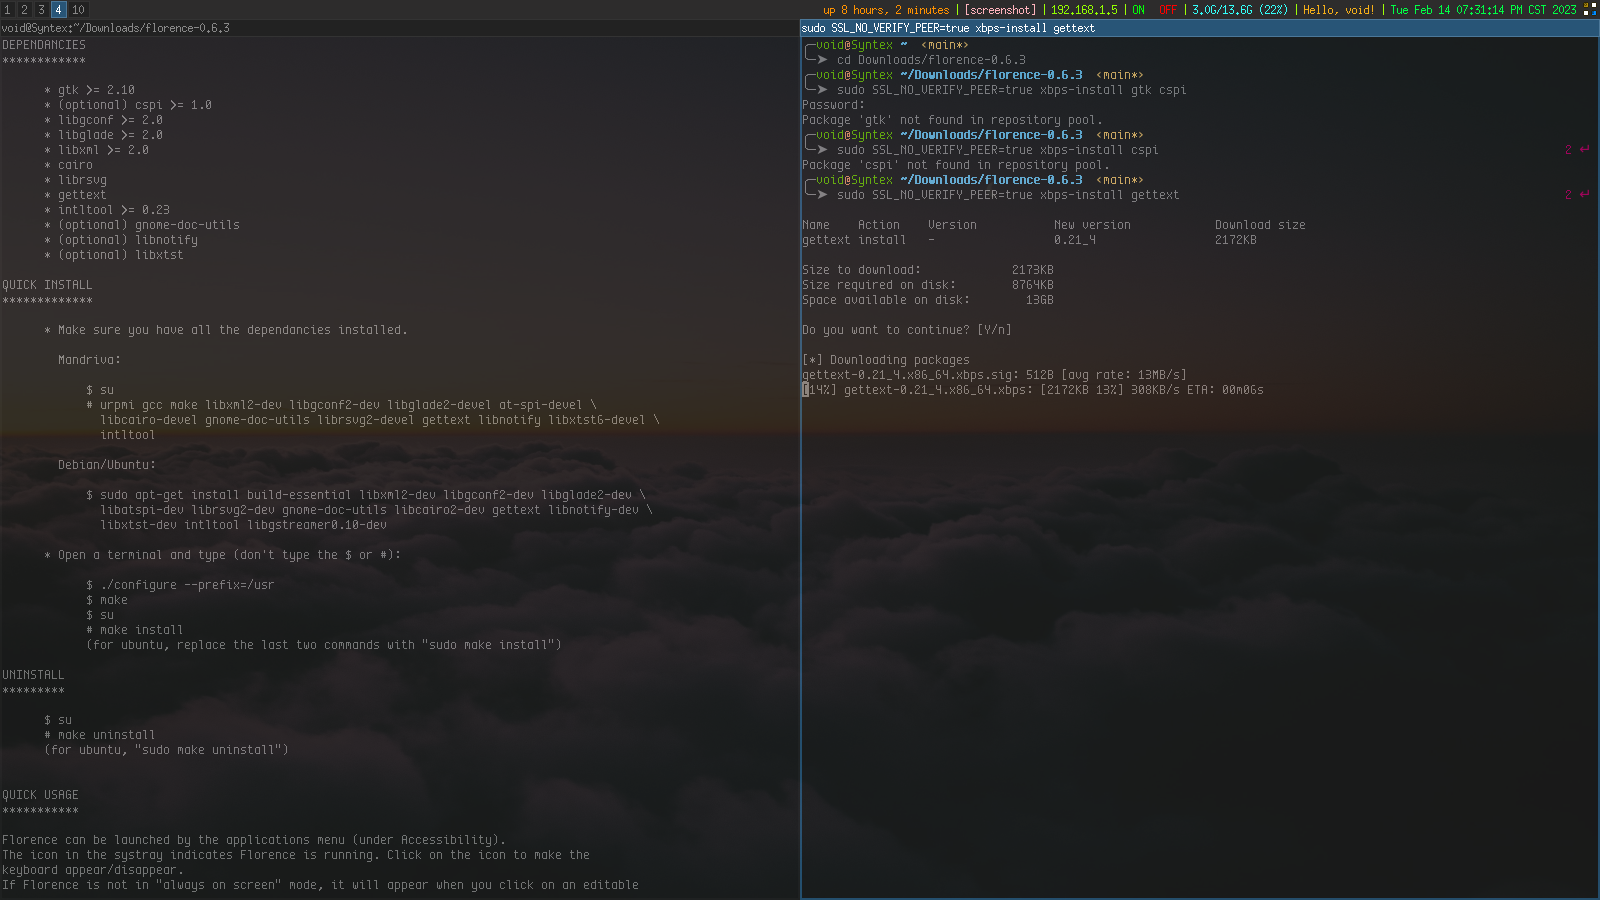 1 2 3 4 10
up 8 hours, 2 minutes | [screenshot] | 192.168.1.5 | ON OFF | 3.0G/13.6G (22%) | Hello, void! | Tue Feb 14 07:31:14 PM CST 2023
void@Syntex:~/Downloads/florence-0.6.3
DEPENDANCIES
************
* gtk >= 2.10
* (optional) cspi >= 1.0
* libgconf >= 2.0
* libglade >= 2.0
* libxml >= 2.0
* cairo
* librsvg
* gettext
* intltool >= 0.23
* (optional) gnome-doc-utils
* (optional) libnotify
* (optional) libxtst
QUICK INSTALL
*************
* Make sure you have all the dependancies installed.
Mandriva:
$ su
# urpmi gcc make libxml2-dev libgconf2-dev libglade2-devel at-spi-devel \
libcairo-devel gnome-doc-utils librsvg2-devel gettext libnotify libxtst6-devel \
intltool
Debian/Ubuntu:
$ sudo apt-get install build-essential libxml2-dev libgconf2-dev libglade2-dev \
libatspi-dev librsvg2-dev gnome-doc-utils libcairo2-dev gettext libnotify-dev \
libxtst-dev intltool libgstreamer0.10-dev
* Open a terminal and type (don't type the $ or #):
$ ./configure --prefix=/usr
$ make
$ su
# make install
(for ubuntu, replace the last two commands with "sudo make install")
UNINSTALL
*********
$ su
# make uninstall
(for ubuntu, "sudo make uninstall")
QUICK USAGE
***********
Florence can be launched by the applications menu (under Accessibility).
The icon in the systray indicates Florence is running. Click on the icon to make the
keyboard appear/disappear.
If Florence is not in "always on screen" mode, it will appear when you click on an editable
sudo SSL_NO_VERIFY_PEER=true xbps-install gettext
╭─void@Syntex ~ ‹main*›
╰─➤ cd Downloads/florence-0.6.3
╭─void@Syntex ~/Downloads/florence-0.6.3 ‹main*›
╰─➤ sudo SSL_NO_VERIFY_PEER=true xbps-install gtk cspi
Password:
Package 'gtk' not found in repository pool.
╭─void@Syntex ~/Downloads/florence-0.6.3 ‹main*›
╰─➤ sudo SSL_NO_VERIFY_PEER=true xbps-install cspi 2 ↵
Package 'cspi' not found in repository pool.
╭─void@Syntex ~/Downloads/florence-0.6.3 ‹main*›
╰─➤ sudo SSL_NO_VERIFY_PEER=true xbps-install gettext 2 ↵
Name Action Version New version Download size
gettext install - 0.21_4 2172KB
Size to download: 2173KB
Size required on disk: 8764KB
Space available on disk: 13GB
Do you want to continue? [Y/n]
[*] Downloading packages
gettext-0.21_4.x86_64.xbps.sig: 512B [avg rate: 13MB/s]
[14%] gettext-0.21_4.x86_64.xbps: [2172KB 13%] 308KB/s ETA: 00m06s